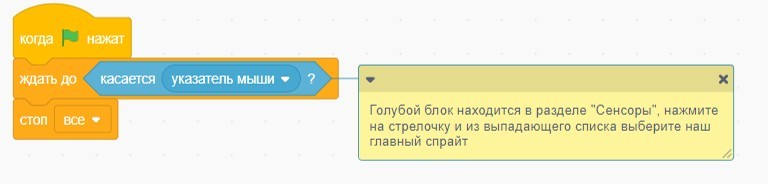 когда нажат
ждать до касается указатель мыши ?
стоп все
Голубой блок находится в разделе "Сенсоры", нажмите
на стрелочку и из выпадающего списка выберите наш
главный спрайт